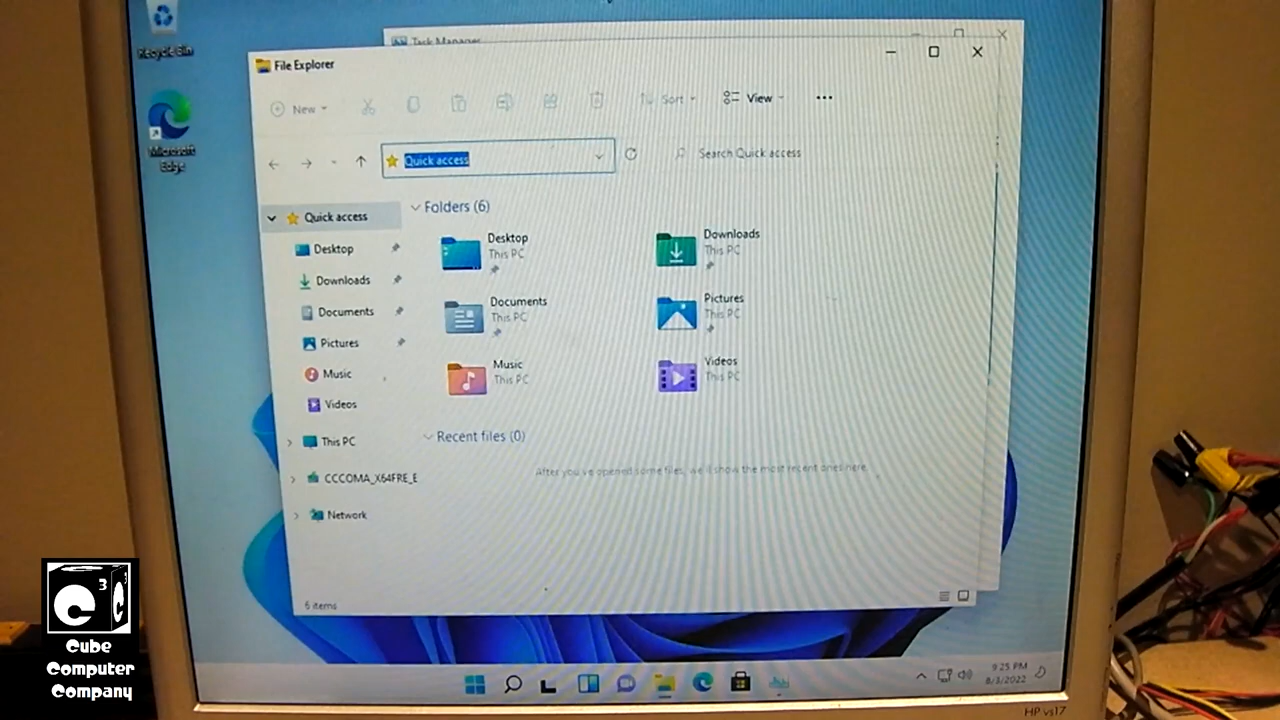 Recycle Bin
Microsoft
Edge
Task Manager
File Explorer
New
Sort
View
Quick access
Search Quick access
Quick access
Desktop
Downloads
Documents
Pictures
Music
Videos
This PC
CCCOMA_X64FRE_E
Network
Folders (6)
Desktop
This PC
Downloads
This PC
Documents
This PC
Pictures
This PC
Music
This PC
Videos
This PC
Recent files (0)
After you've opened some files, we'll show the most recent ones here.
6 items
9:25 PM
8/3/2022
HP vs17
C 3 C
Cube
Computer
Company